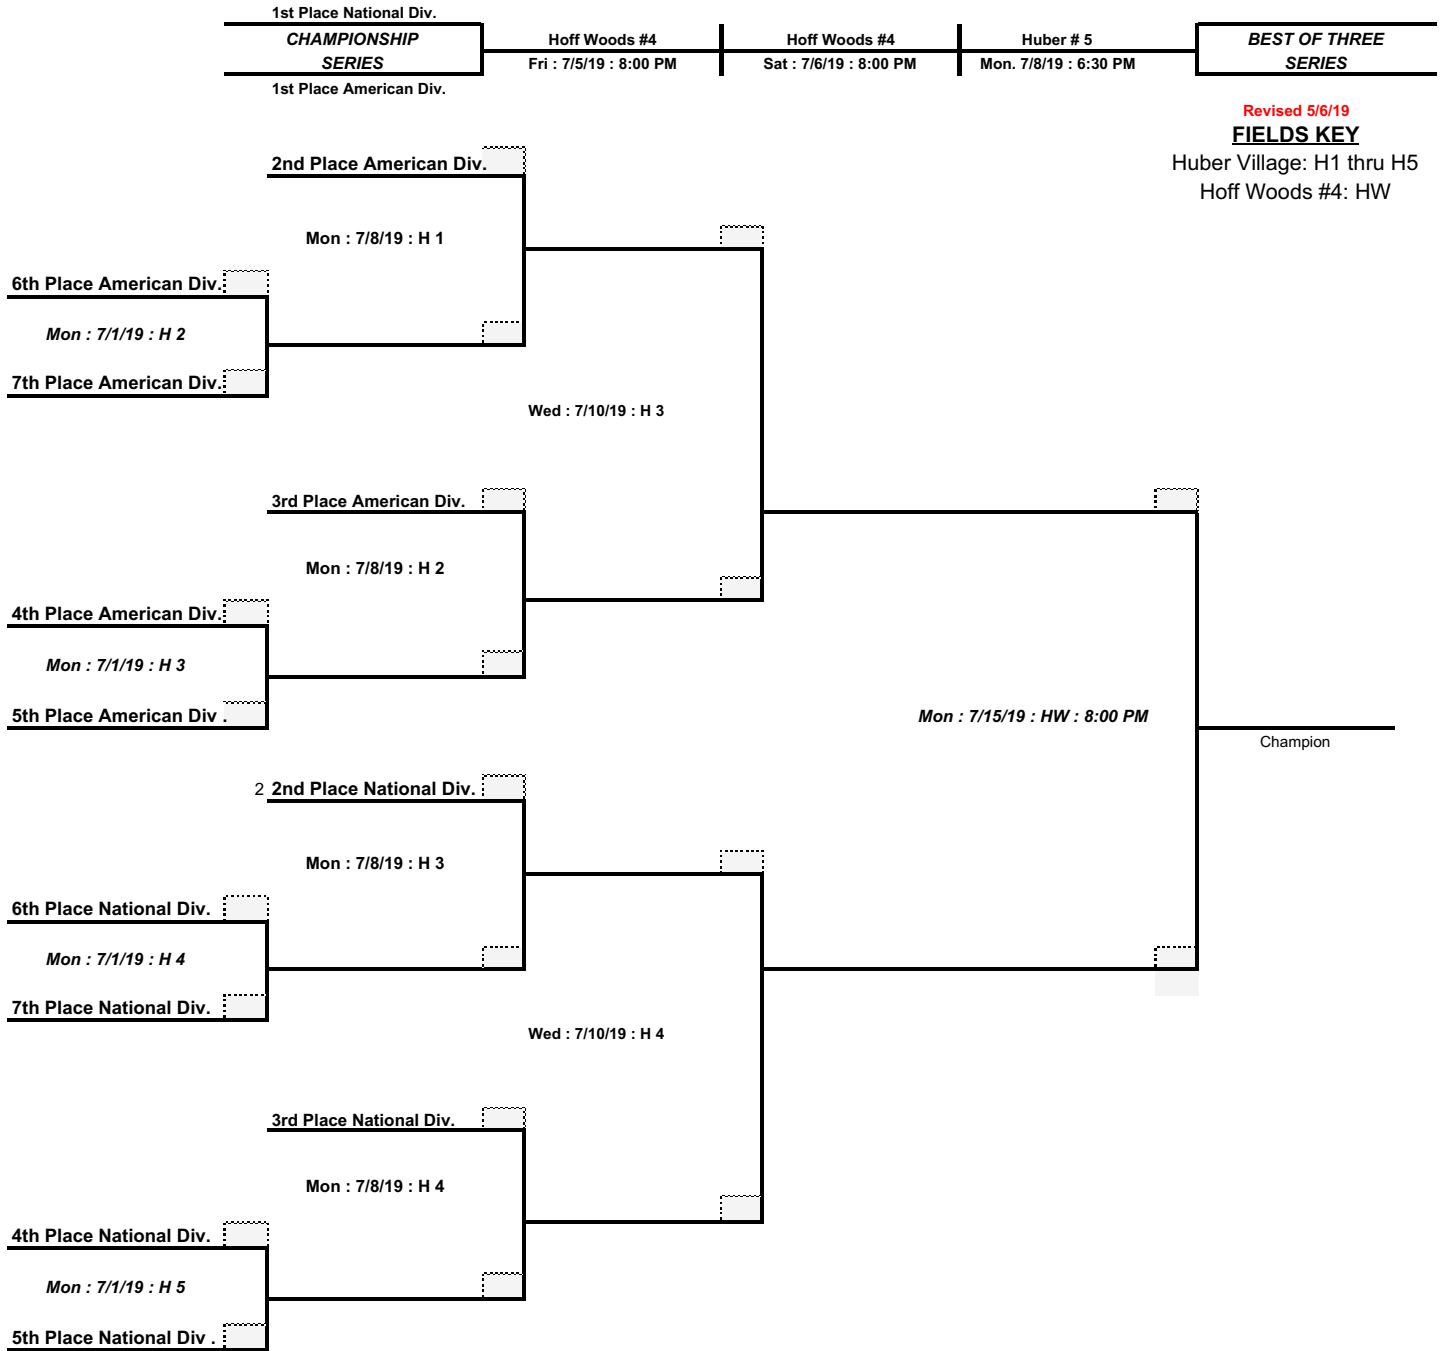 1st Place National Div.
CHAMPIONSHIP
SERIES
1st Place American Div.
Hoff Woods #4
Fri : 7/5/19 : 8:00 PM
Hoff Woods #4
Sat : 7/6/19 : 8:00 PM
Huber # 5
Mon. 7/8/19 : 6:30 PM
BEST OF THREE
SERIES
Revised 5/6/19
FIELDS KEY
Huber Village: H1 thru H5
Hoff Woods #4: HW
2nd Place American Div.
Mon : 7/8/19 : H 1
6th Place American Div.
Mon : 7/1/19 : H 2
7th Place American Div.
Wed : 7/10/19 : H 3
3rd Place American Div.
Mon : 7/8/19 : H 2
4th Place American Div.
Mon : 7/1/19 : H 3
5th Place American Div .
Mon : 7/15/19 : HW : 8:00 PM
Champion
2 2nd Place National Div.
Mon : 7/8/19 : H 3
6th Place National Div.
Mon : 7/1/19 : H 4
7th Place National Div.
Wed : 7/10/19 : H 4
3rd Place National Div.
Mon : 7/8/19 : H 4
4th Place National Div.
Mon : 7/1/19 : H 5
5th Place National Div .